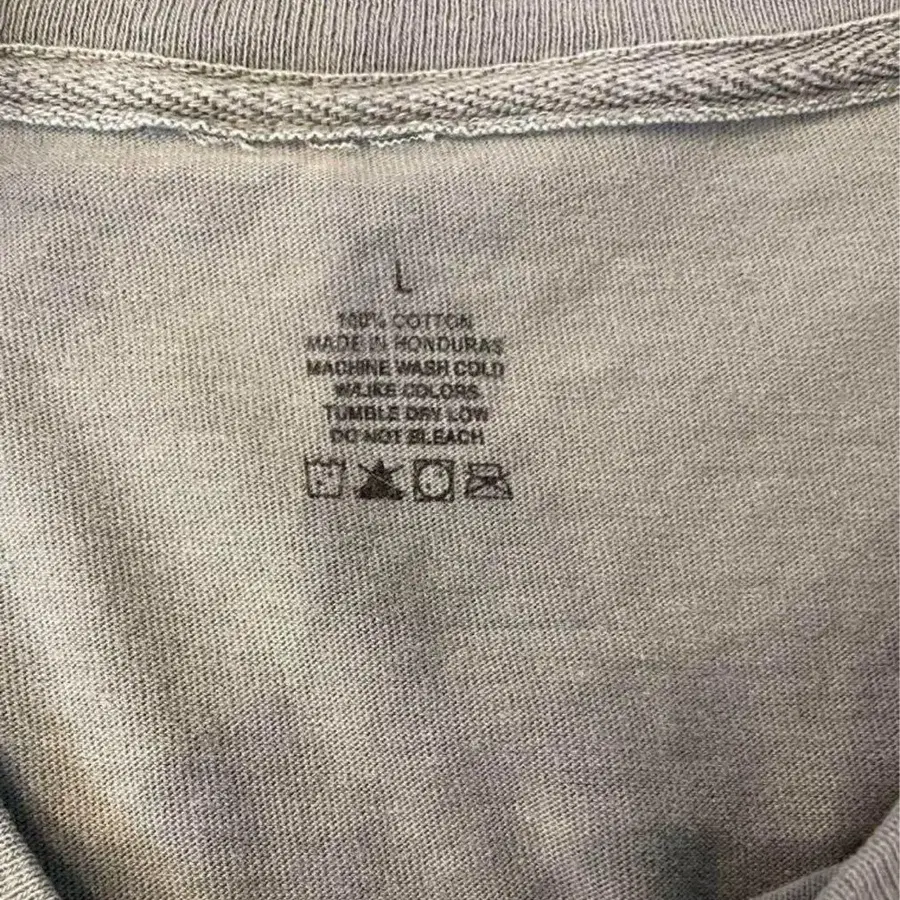 L
100% COTTON
MADE IN HONDURAS
MACHINE WASH COLD
W/LIKE COLORS
TUMBLE DRY LOW
DO NOT BLEACH